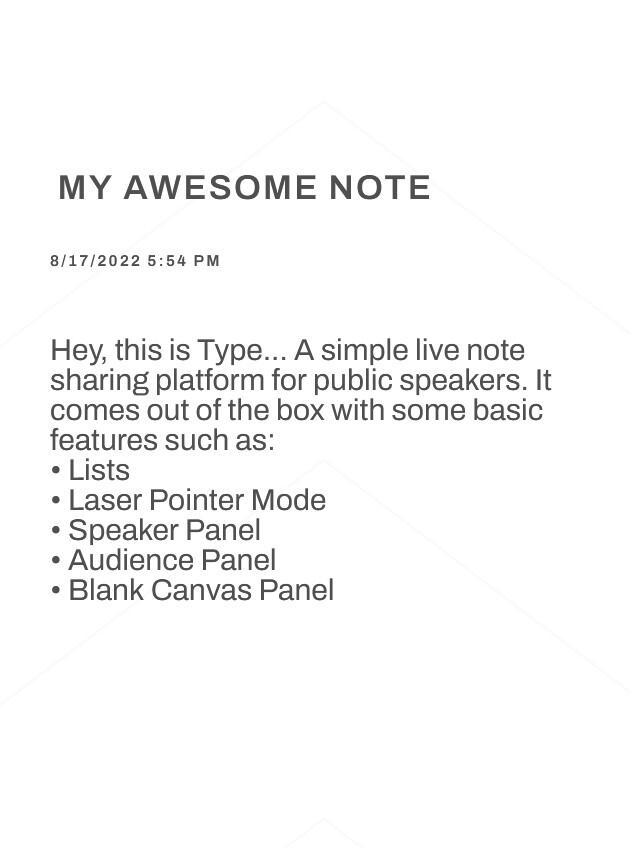 MY AWESOME NOTE
8/17/2022 5:54 PM
Hey, this is Type... A simple live note
sharing platform for public speakers. It
comes out of the box with some basic
features such as:
• Lists
• Laser Pointer Mode
• Speaker Panel
• Audience Panel
• Blank Canvas Panel